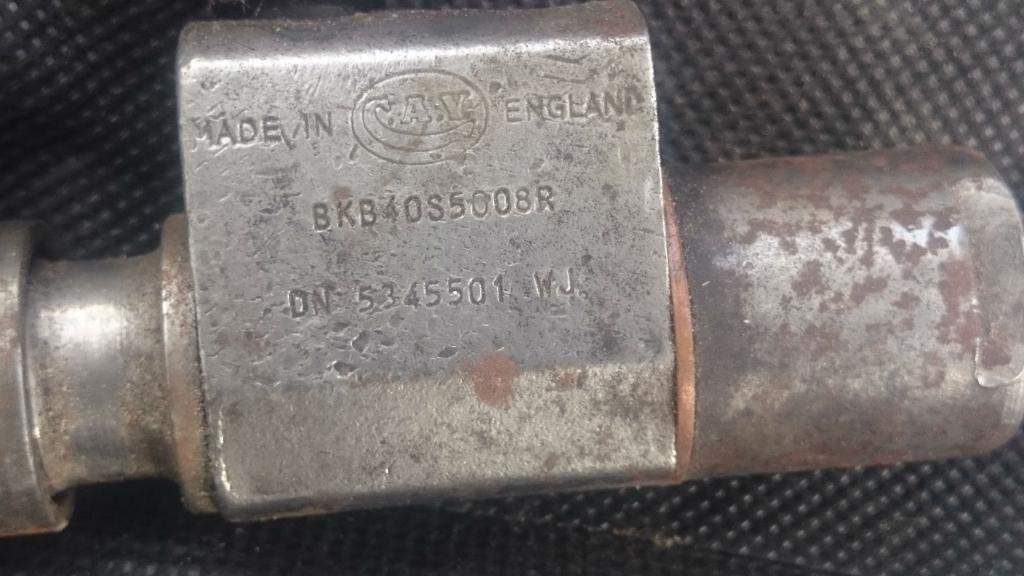 MADE IN C.A.V. ENGLAND
BKB40S5008R
DN 5345501 WJ